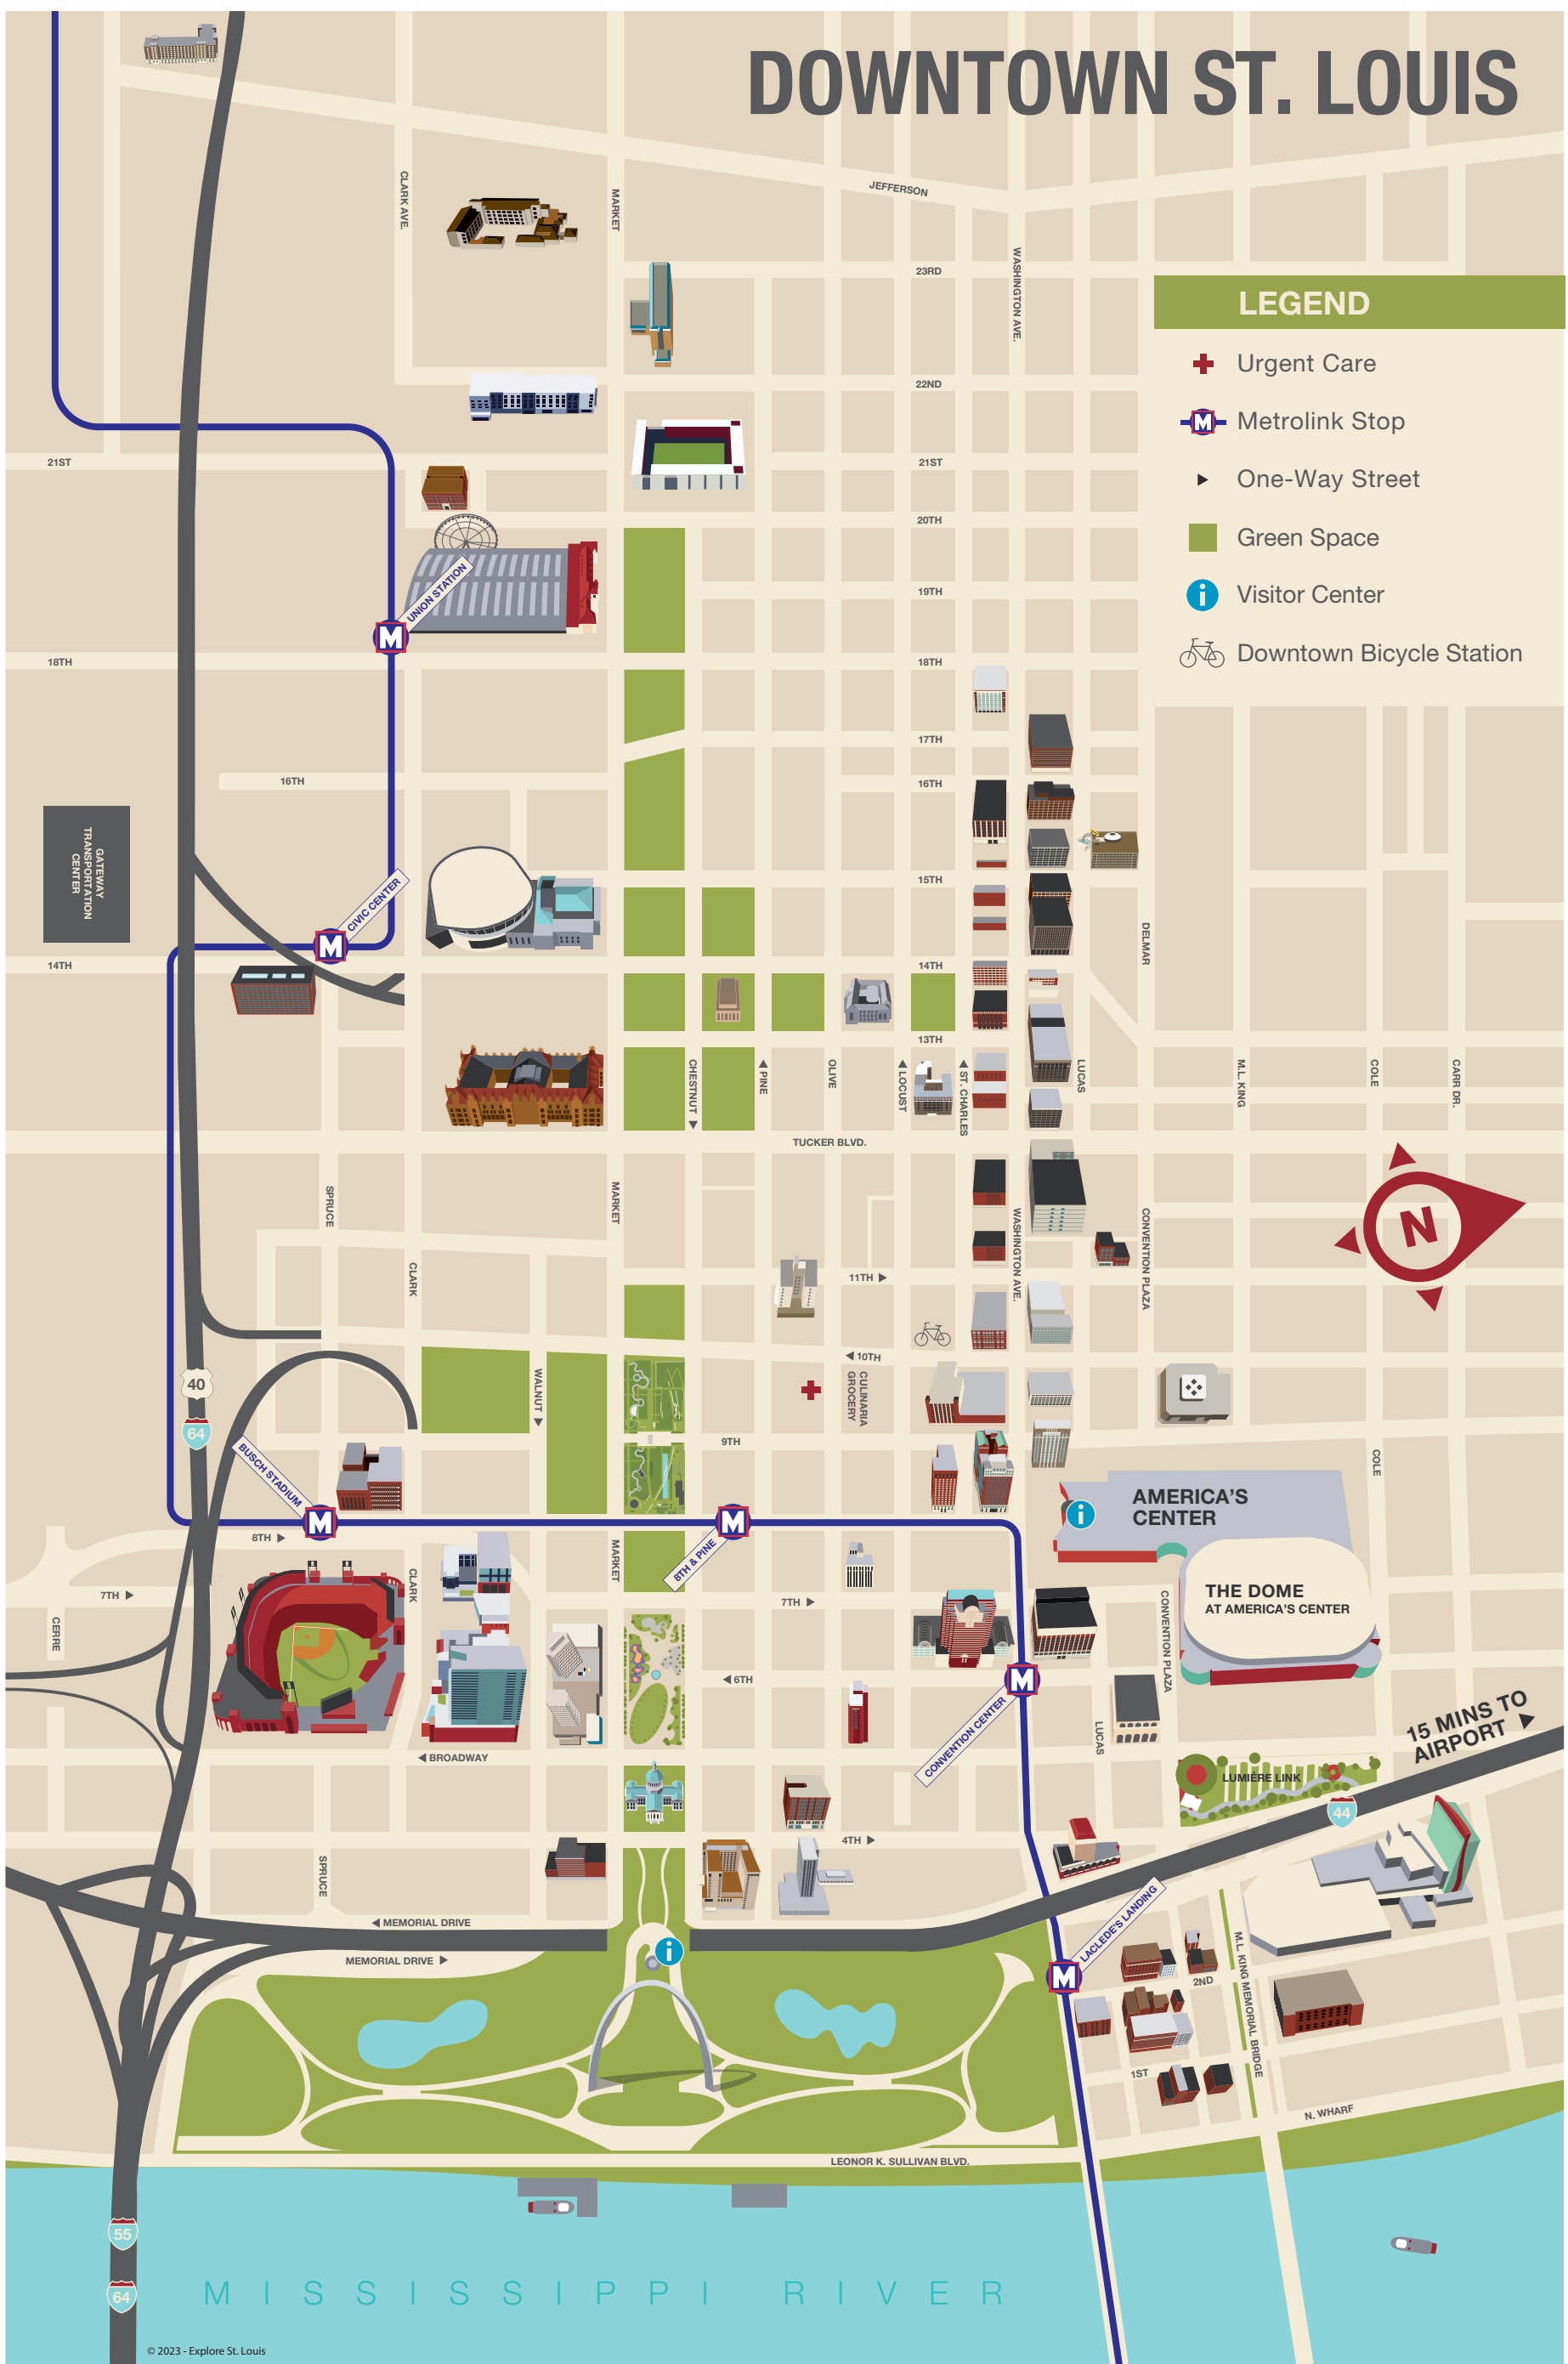 DOWNTOWN ST. LOUIS
CLARK AVE.
MARKET
JEFFERSON
WASHINGTON AVE.
23RD
LEGEND
Urgent Care
M Metrolink Stop
One-Way Street
Green Space
i Visitor Center
Downtown Bicycle Station
22ND
21ST
21ST
20TH
19TH
UNION STATION
M
18TH
18TH
17TH
16TH
16TH
GATEWAY
TRANSPORTATION
CENTER
CIVIC CENTER
M
15TH
14TH
14TH
DELMAR
13TH
CHESTNUT
PINE
OLIVE
LOCUST
ST. CHARLES
LUCAS
M.L. KING
COLE
CARR DR.
TUCKER BLVD.
SPRUCE
MARKET
WASHINGTON AVE.
CONVENTION PLAZA
N
CLARK
11TH
10TH
40
64
WALNUT
CULINARIA
GROCERY
9TH
COLE
BUSCH STADIUM
M
M
8TH & PINE
8TH
MARKET
i
AMERICA'S
CENTER
7TH
CLARK
7TH
CERRE
THE DOME
AT AMERICA'S CENTER
CONVENTION PLAZA
6TH
M
CONVENTION CENTER
LUCAS
15 MINS TO
AIRPORT
BROADWAY
LUMIÈRE LINK
44
4TH
SPRUCE
MEMORIAL DRIVE
MEMORIAL DRIVE
i
LACLEDE'S LANDING
M
2ND
M.L. KING MEMORIAL BRIDGE
1ST
N. WHARF
LEONOR K. SULLIVAN BLVD.
55
64
MISSISSIPPI RIVER
© 2023 - Explore St. Louis